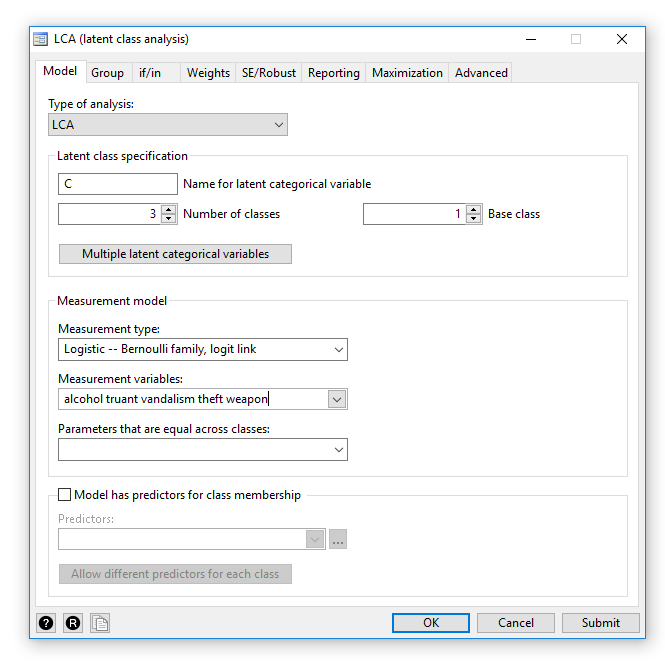 LCA (latent class analysis)
Model Group if/in Weights SE/Robust Reporting Maximization Advanced
Type of analysis:
LCA
Latent class specification
C Name for latent categorical variable
3 Number of classes 1 Base class
Multiple latent categorical variables
Measurement model
Measurement type:
Logistic -- Bernoulli family, logit link
Measurement variables:
alcohol truant vandalism theft weapon
Parameters that are equal across classes:
Model has predictors for class membership
Predictors:
...
Allow different predictors for each class
? R OK Cancel Submit